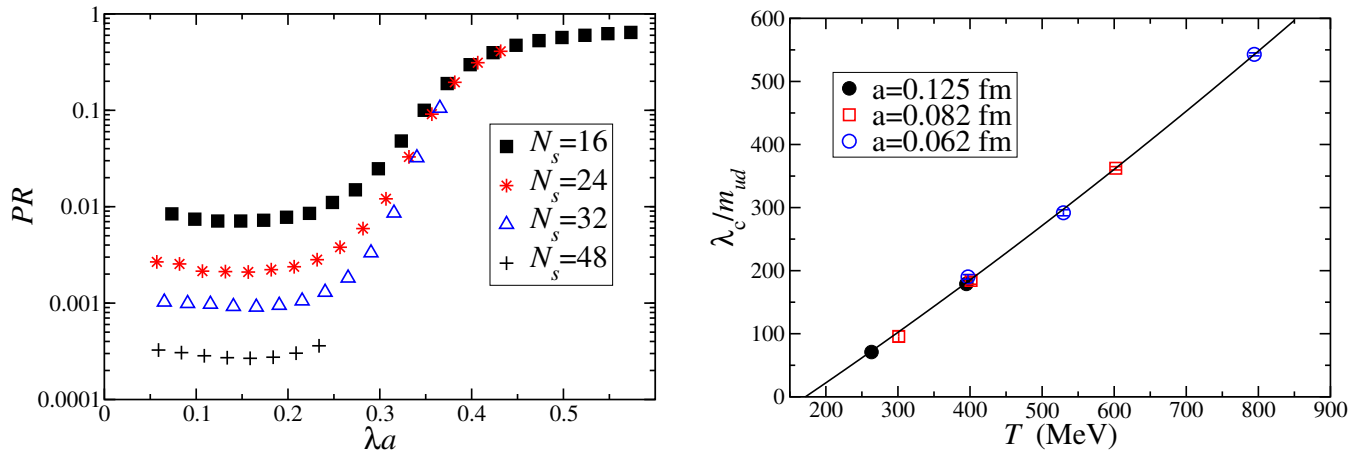 1
0.1
0.01
0.001
0.0001
PR
0 0.1 0.2 0.3 0.4 0.5
λa
N_s=16
N_s=24
N_s=32
N_s=48
600
500
400
300
200
100
0
λ_c/m_ud
200 300 400 500 600 700 800 900
T (MeV)
a=0.125 fm
a=0.082 fm
a=0.062 fm